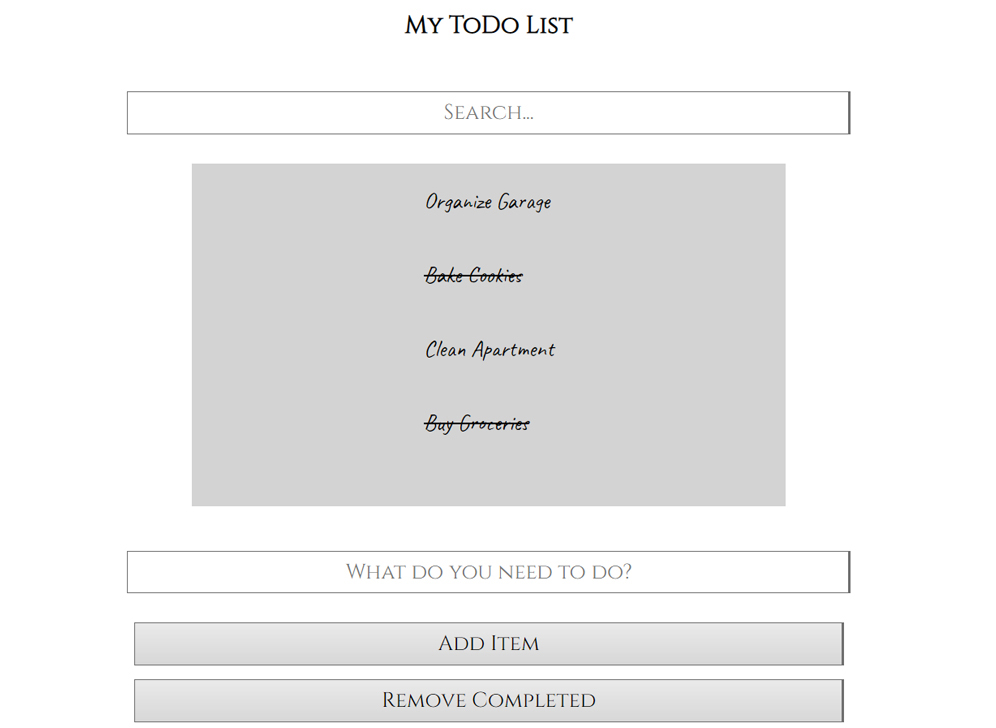 My ToDo List
Search...
Organize Garage
Bake Cookies
Clean Apartment
Buy Groceries
What do you need to do?
Add Item
Remove Completed